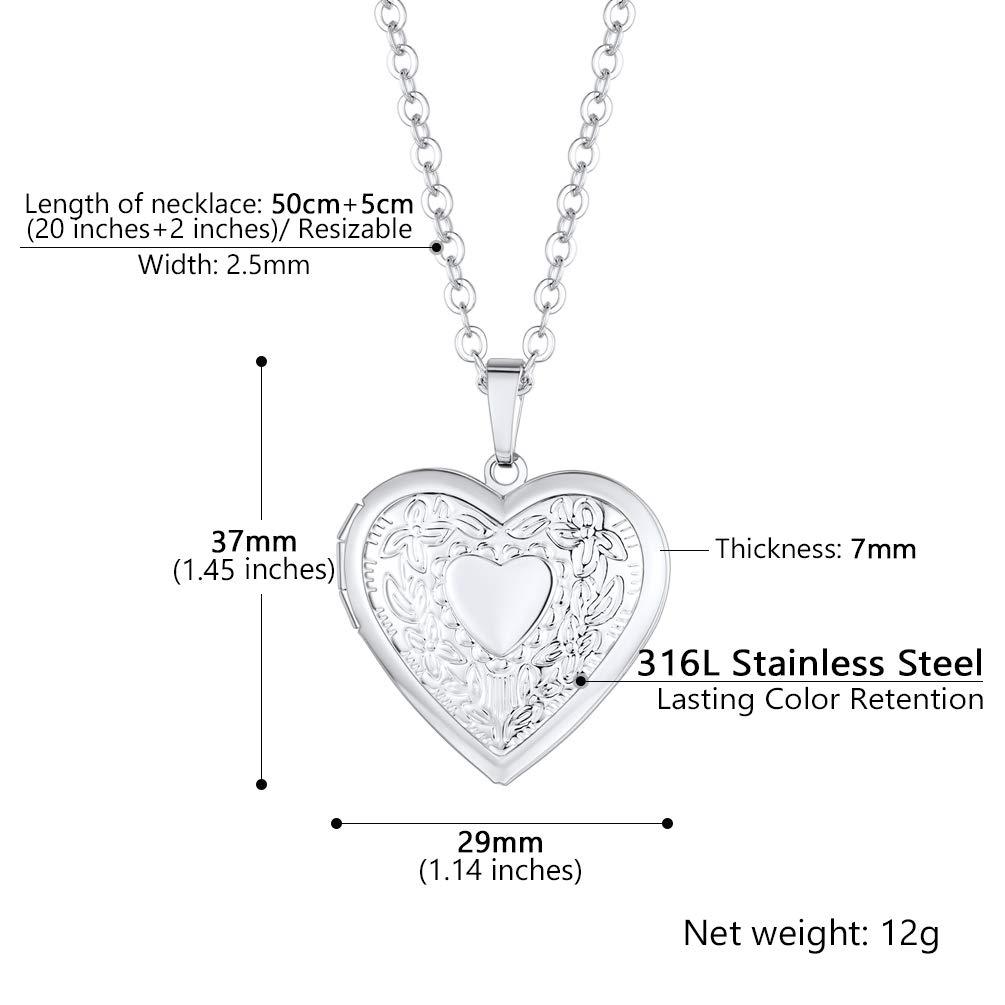 Length of necklace: 50cm+5cm
(20 inches+2 inches)/ Resizable
Width: 2.5mm
37mm
(1.45 inches)
Thickness: 7mm
316L Stainless Steel
Lasting Color Retention
29mm
(1.14 inches)
Net weight: 12g